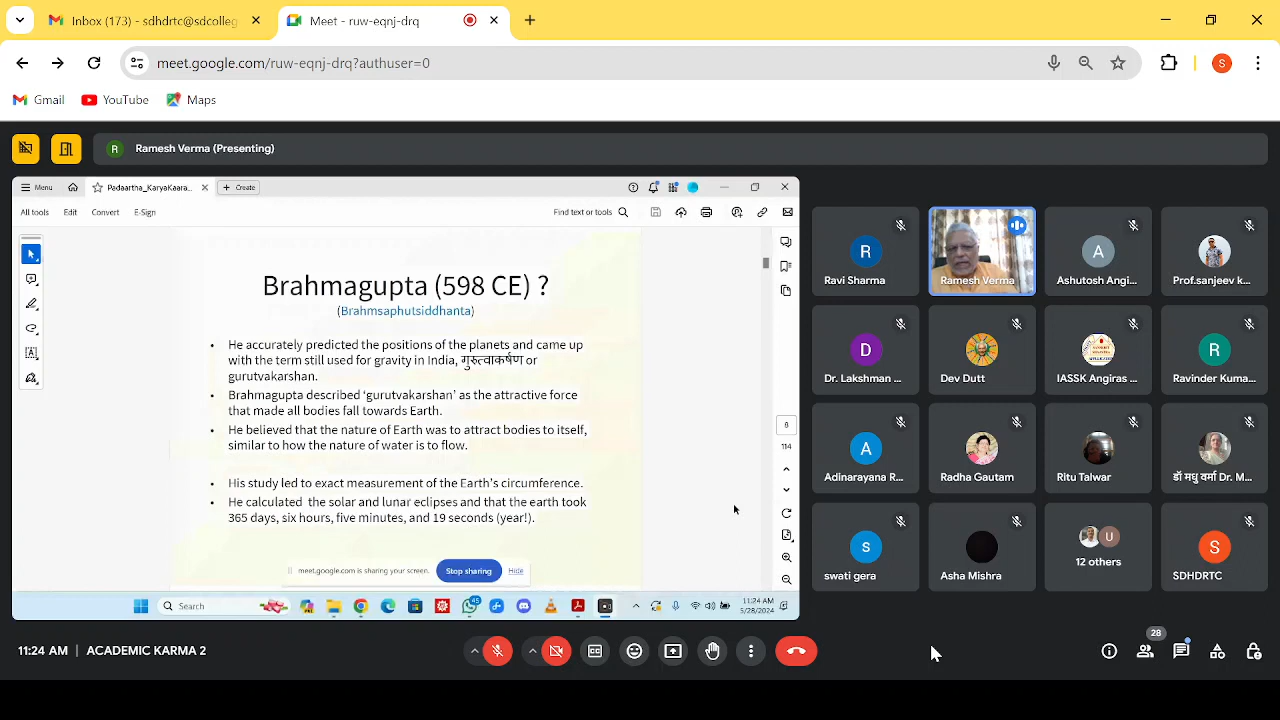 Inbox (173) - sdhdrtc@sdcolleg
Meet - ruw-eqnj-drq
meet.google.com/ruw-eqnj-drq?authuser=0
S
Gmail
YouTube
Maps
R
Ramesh Verma (Presenting)
Menu
Padaartha_KaryaKaara...
Create
All tools
Edit
Convert
E-Sign
Find text or tools
Brahmagupta (598 CE) ?
(Brahmsaphutsiddhanta)
• He accurately predicted the positions of the planets and came up
with the term still used for gravity in India, गुरुत्वाकर्षण or
gurutvakarshan.
• Brahmagupta described ‘gurutvakarshan’ as the attractive force
that made all bodies fall towards Earth.
• He believed that the nature of Earth was to attract bodies to itself,
similar to how the nature of water is to flow.
• His study led to exact measurement of the Earth’s circumference.
• He calculated the solar and lunar eclipses and that the earth took
365 days, six hours, five minutes, and 19 seconds (year!).
8
114
meet.google.com is sharing your screen.
Stop sharing
Hide
Search
45
11:24 AM
5/28/2024
R
Ravi Sharma
Ramesh Verma
A
Ashutosh Angi...
Prof.sanjeev k...
D
Dr. Lakshman ...
Dev Dutt
IASSK Angiras ...
R
Ravinder Kuma...
A
Adinarayana R...
Radha Gautam
Ritu Talwar
डॉ मधु वर्मा Dr. M...
s
swati gera
Asha Mishra
U
12 others
S
SDHDRTC
11:24 AM
ACADEMIC KARMA 2
28